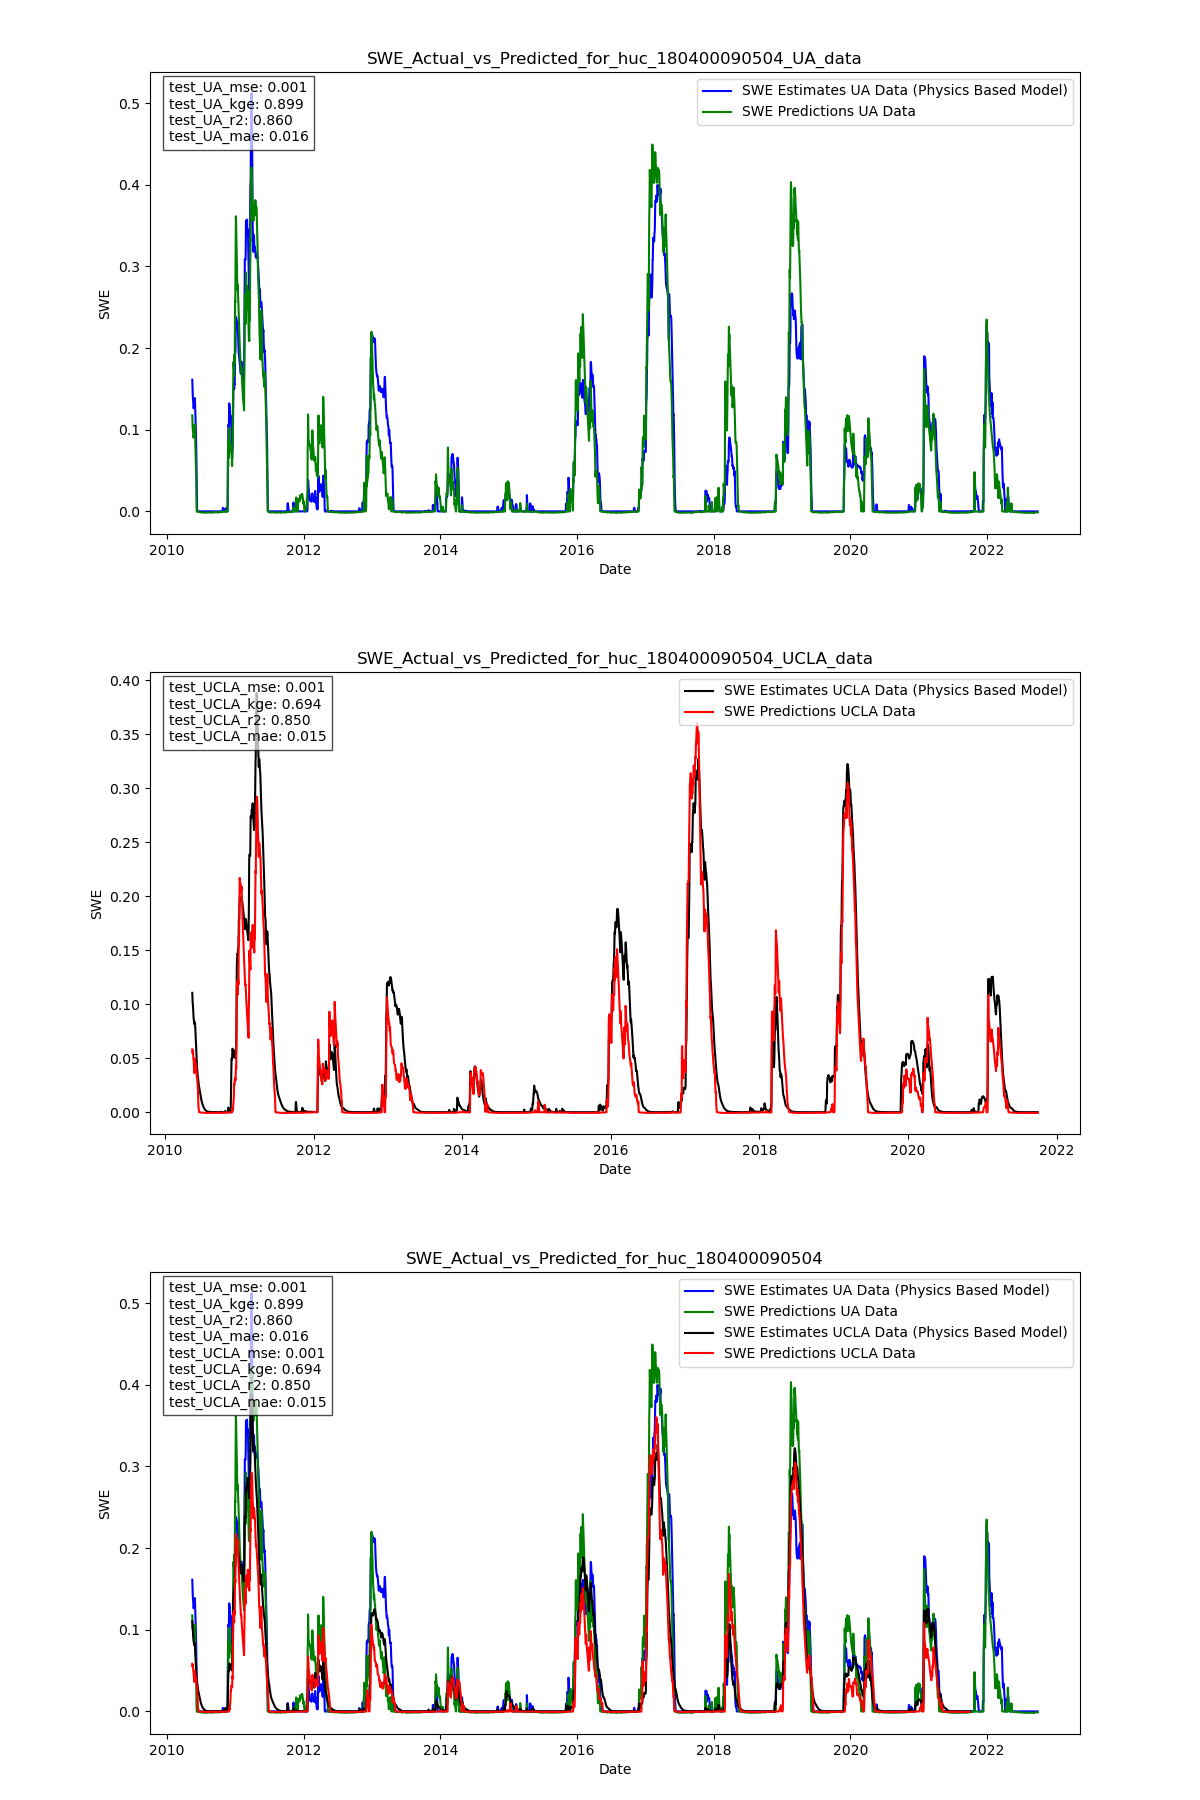 SWE_Actual_vs_Predicted_for_huc_180400090504_UA_data
test_UA_mse: 0.001
test_UA_kge: 0.899
test_UA_r2: 0.860
test_UA_mae: 0.016
SWE Estimates UA Data (Physics Based Model)
SWE Predictions UA Data
0.5
0.4
0.3
0.2
0.1
0.0
SWE
2010 2012 2014 2016 2018 2020 2022
Date
SWE_Actual_vs_Predicted_for_huc_180400090504_UCLA_data
test_UCLA_mse: 0.001
test_UCLA_kge: 0.694
test_UCLA_r2: 0.850
test_UCLA_mae: 0.015
SWE Estimates UCLA Data (Physics Based Model)
SWE Predictions UCLA Data
0.40
0.35
0.30
0.25
0.20
0.15
0.10
0.05
0.00
SWE
2010 2012 2014 2016 2018 2020 2022
Date
SWE_Actual_vs_Predicted_for_huc_180400090504
test_UA_mse: 0.001
test_UA_kge: 0.899
test_UA_r2: 0.860
test_UA_mae: 0.016
test_UCLA_mse: 0.001
test_UCLA_kge: 0.694
test_UCLA_r2: 0.850
test_UCLA_mae: 0.015
SWE Estimates UA Data (Physics Based Model)
SWE Predictions UA Data
SWE Estimates UCLA Data (Physics Based Model)
SWE Predictions UCLA Data
0.5
0.4
0.3
0.2
0.1
0.0
SWE
2010 2012 2014 2016 2018 2020 2022
Date